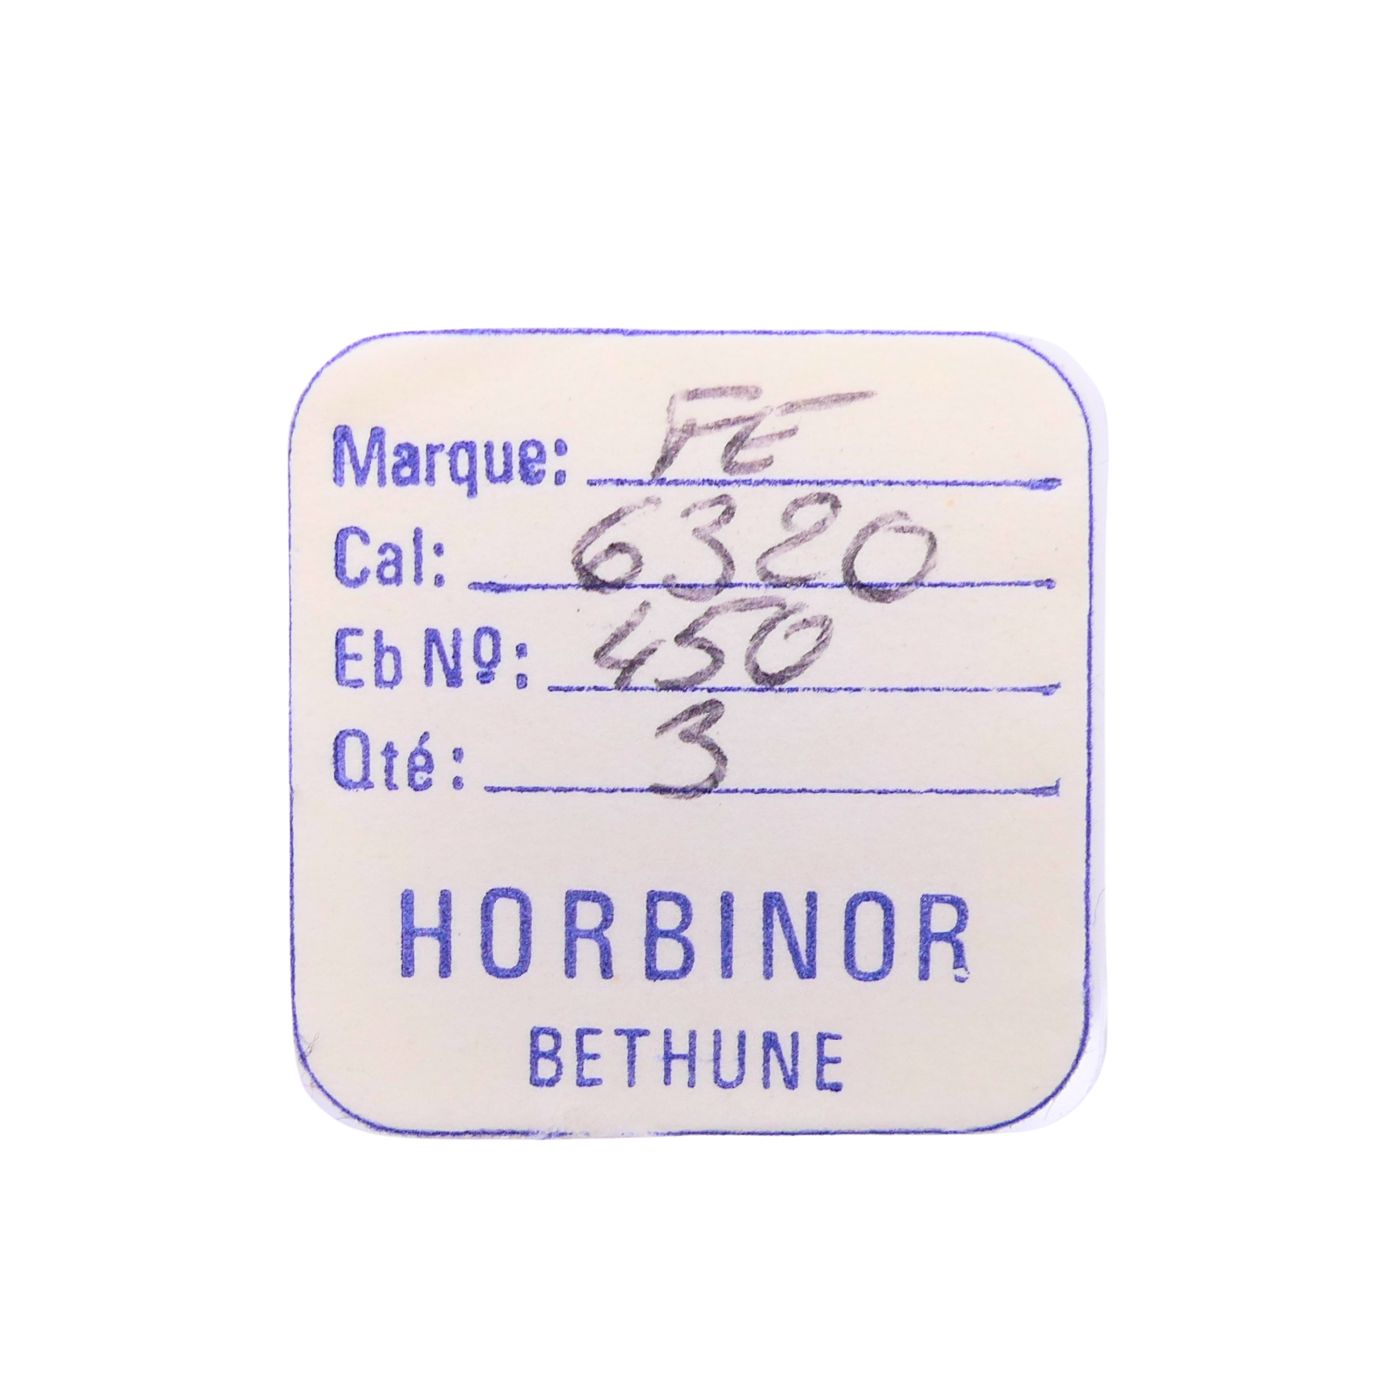 Marque: FE
Cal: 6320
Eb Nº: 450
Qté: 3
HORBINOR
BETHUNE